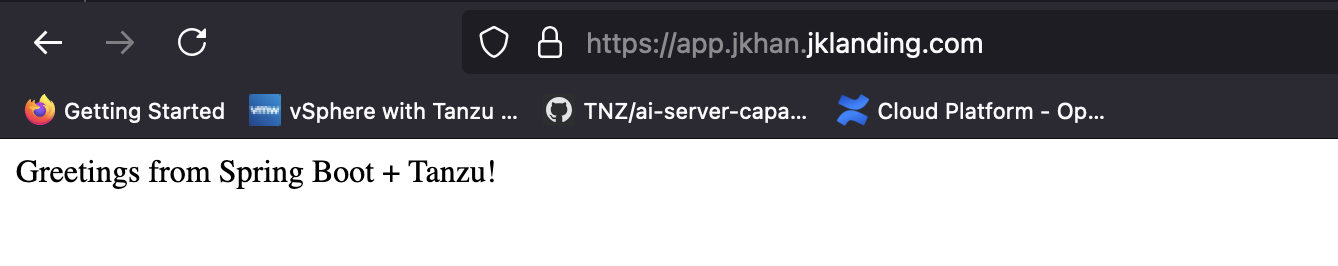 https://app.jkhan.jklanding.com
Getting Started vSphere with Tanzu ... TNZ/ai-server-capa... Cloud Platform - Op...
Greetings from Spring Boot + Tanzu!